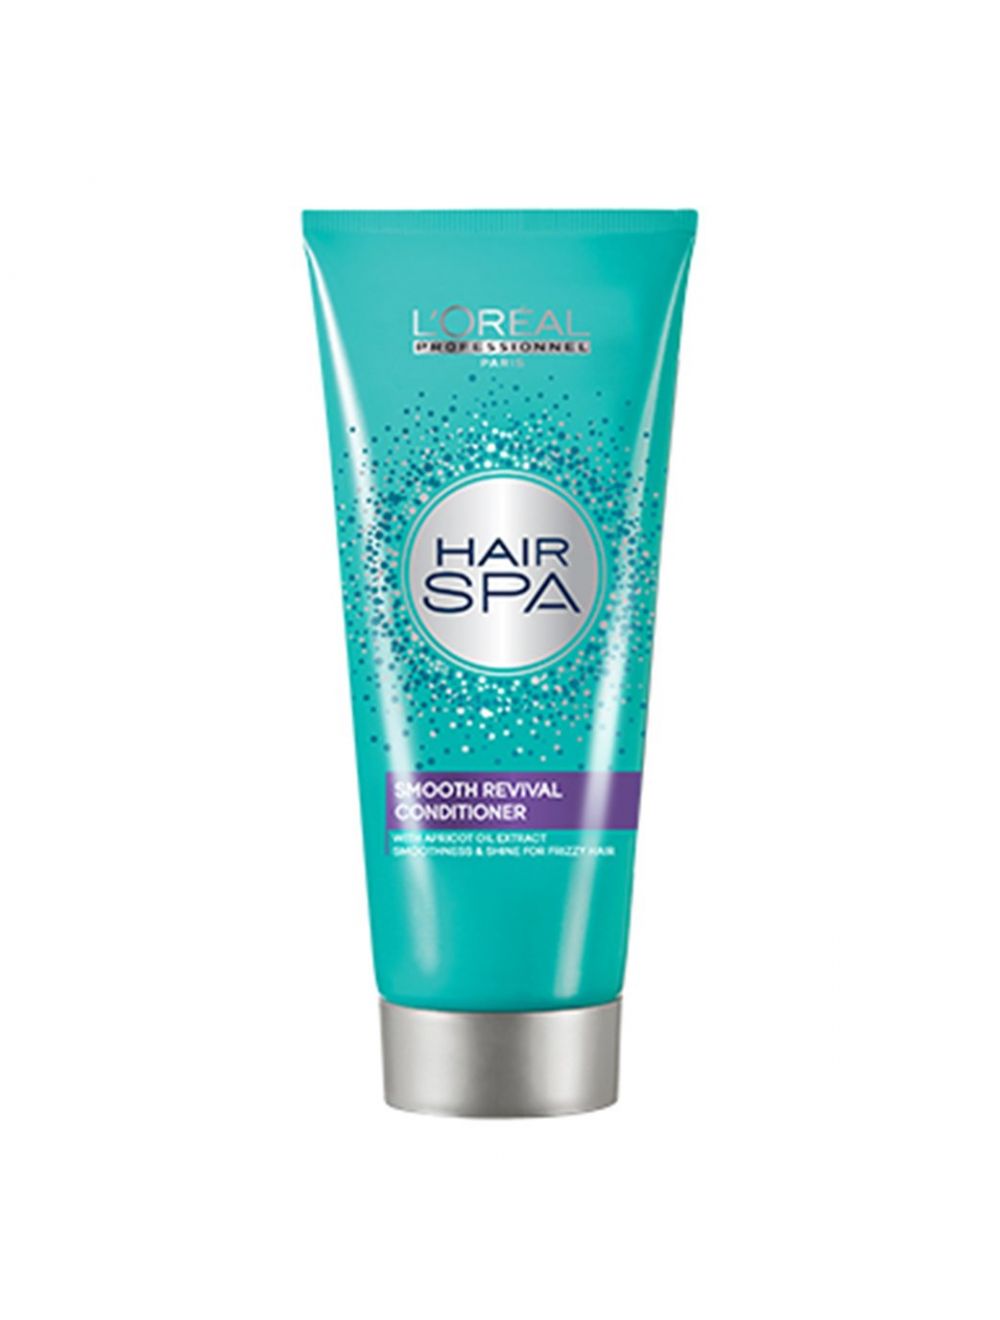 L'ORÉAL
PROFESSIONNEL
PARIS
HAIR
SPA
SMOOTH REVIVAL
CONDITIONER
WITH APRICOT OIL EXTRACT
SMOOTHNESS & SHINE FOR FRIZZY HAIR